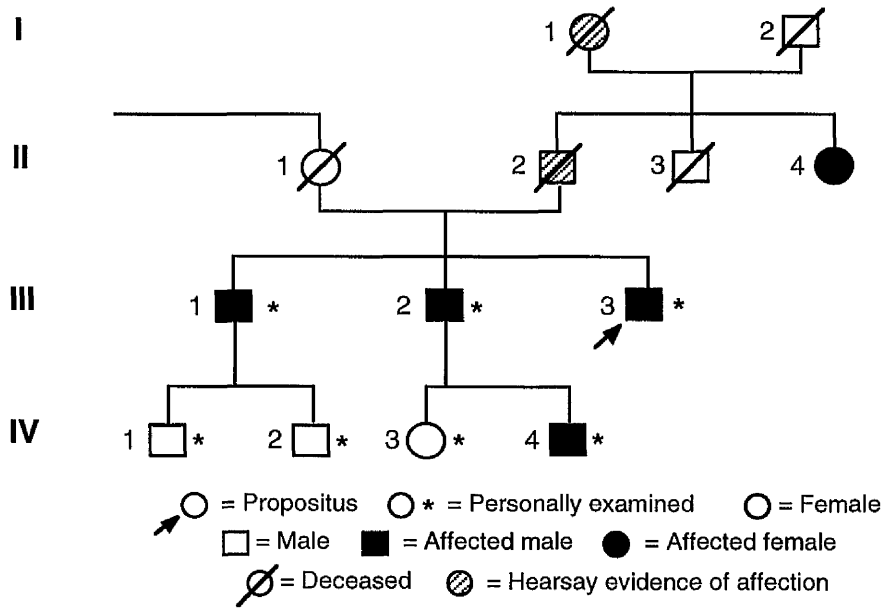 I 1 2
II 1 2 3 4
III 1 * 2 * 3 *
IV 1 * 2 * 3 * 4 *
= Propositus * = Personally examined = Female
= Male = Affected male = Affected female
= Deceased = Hearsay evidence of affection